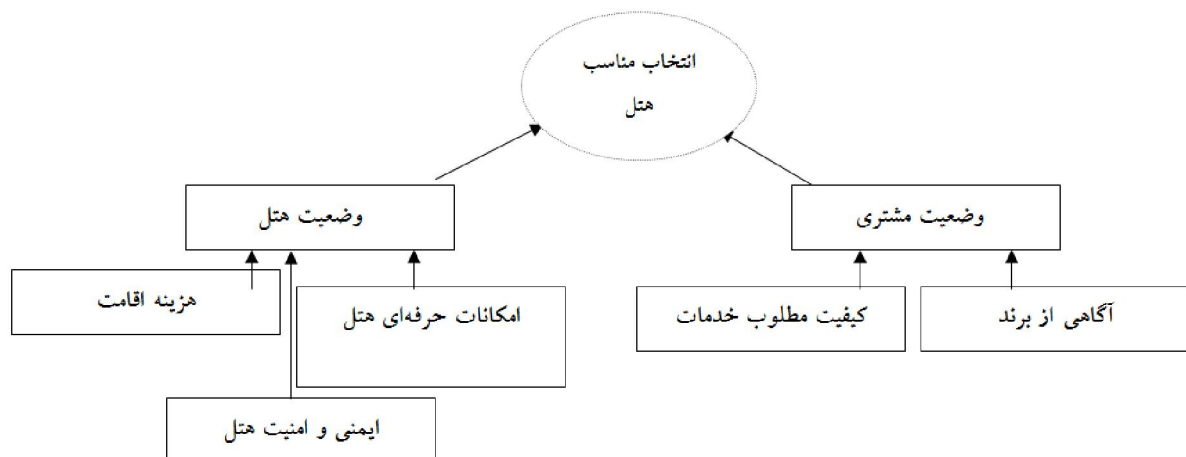 انتخاب مناسب
هتل
وضعیت مشتری
وضعیت هتل
آگاهی از برند
کیفیت مطلوب خدمات
امکانات حرفه‌ای هتل
هزینه اقامت
ایمنی و امنیت هتل